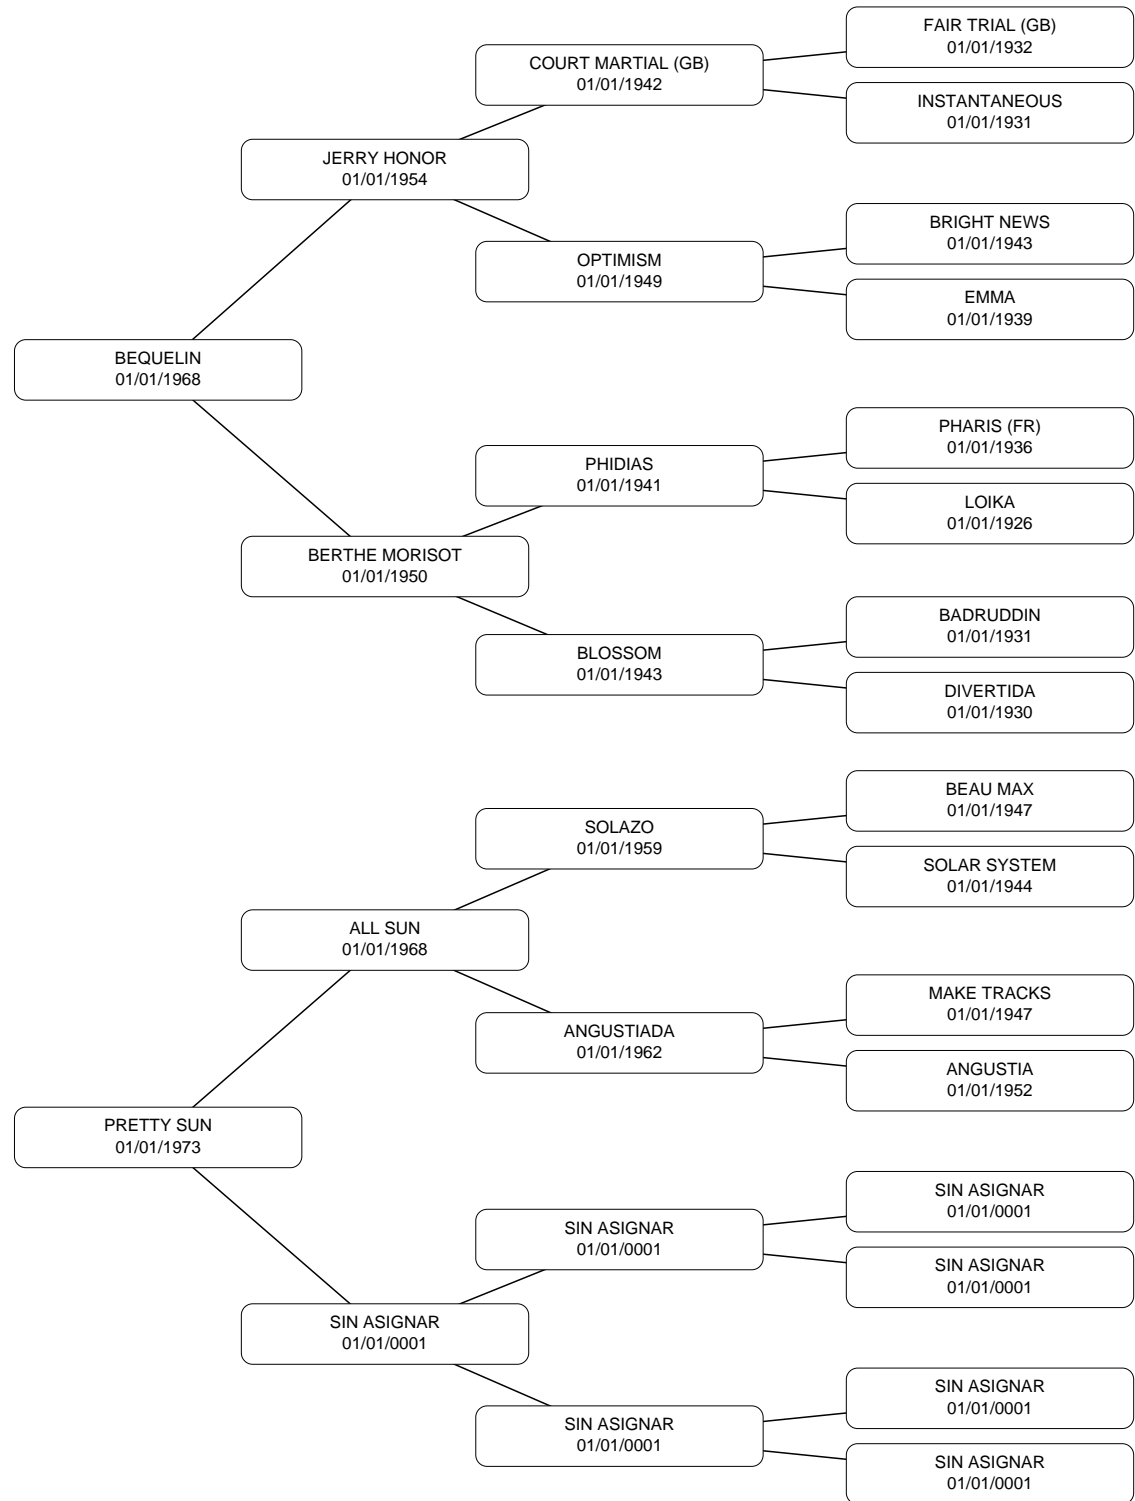 FAIR TRIAL (GB)
01/01/1932
COURT MARTIAL (GB)
01/01/1942
INSTANTANEOUS
01/01/1931
JERRY HONOR
01/01/1954
BRIGHT NEWS
01/01/1943
OPTIMISM
01/01/1949
EMMA
01/01/1939
BEQUELIN
01/01/1968
PHARIS (FR)
01/01/1936
PHIDIAS
01/01/1941
LOIKA
01/01/1926
BERTHE MORISOT
01/01/1950
BADRUDDIN
01/01/1931
BLOSSOM
01/01/1943
DIVERTIDA
01/01/1930
BEAU MAX
01/01/1947
SOLAZO
01/01/1959
SOLAR SYSTEM
01/01/1944
ALL SUN
01/01/1968
MAKE TRACKS
01/01/1947
ANGUSTIADA
01/01/1962
ANGUSTIA
01/01/1952
PRETTY SUN
01/01/1973
SIN ASIGNAR
01/01/0001
SIN ASIGNAR
01/01/0001
SIN ASIGNAR
01/01/0001
SIN ASIGNAR
01/01/0001
SIN ASIGNAR
01/01/0001
SIN ASIGNAR
01/01/0001
SIN ASIGNAR
01/01/0001